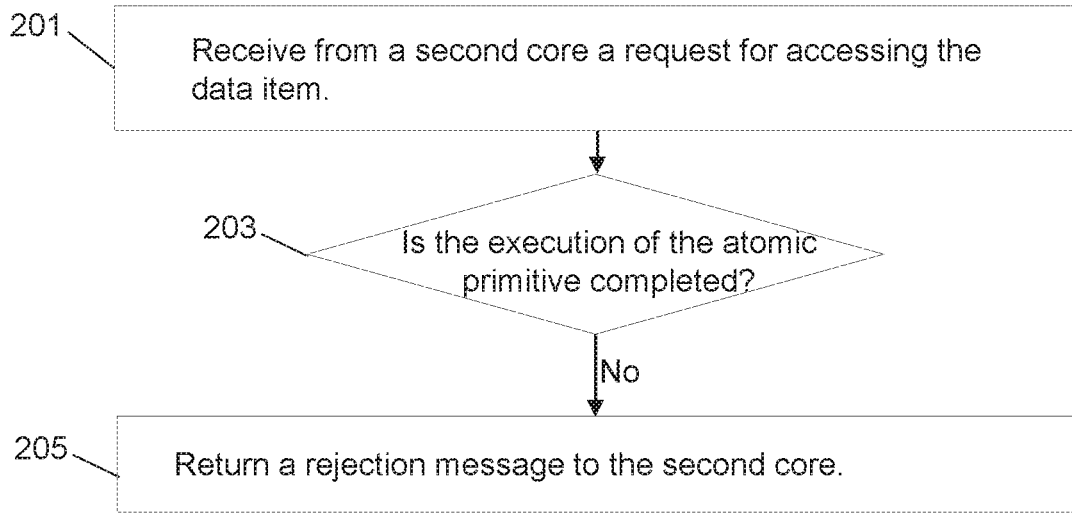 201
Receive from a second core a request for accessing the
data item.
203
Is the execution of the atomic
primitive completed?
No
205
Return a rejection message to the second core.